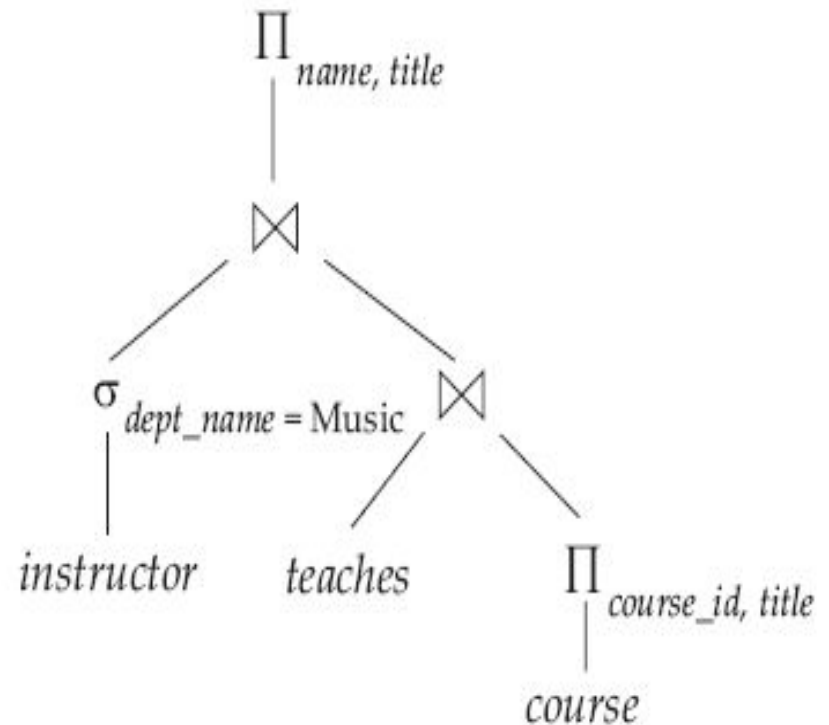 ∏ name, title
⋈
σ dept_name = Music
⋈
instructor teaches ∏ course_id, title
course